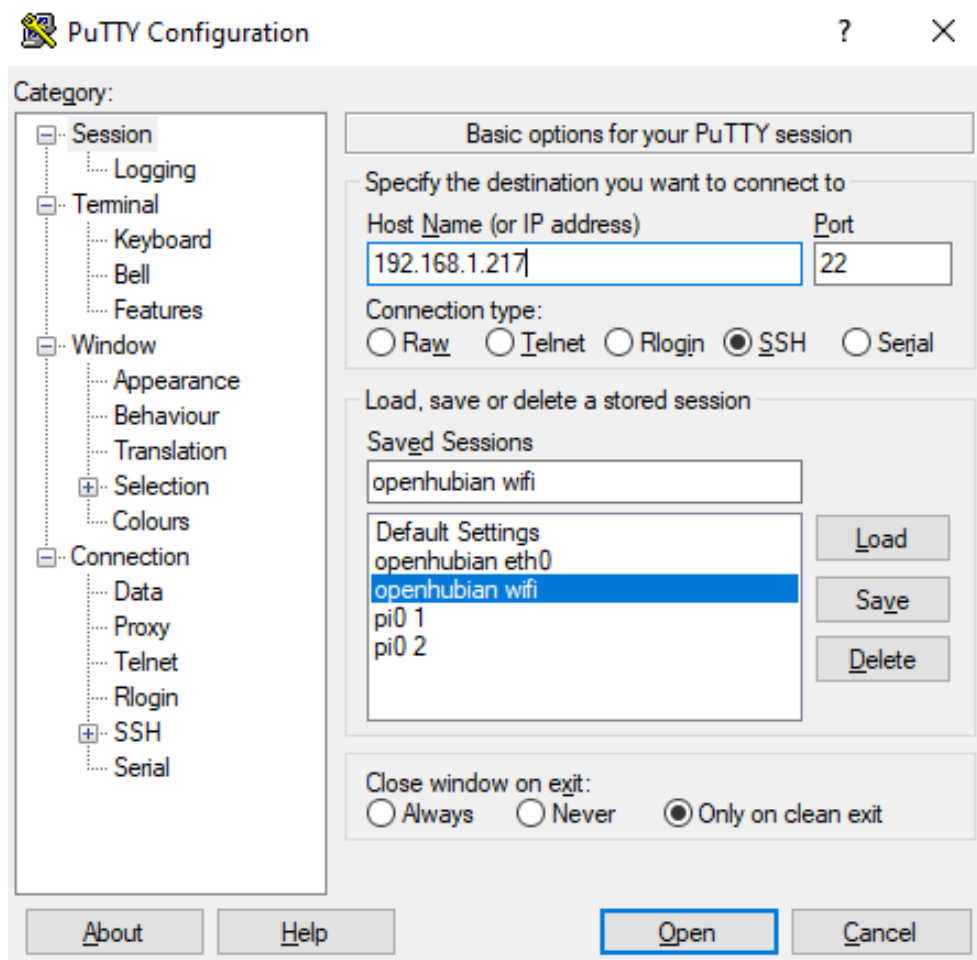 PuTTY Configuration ?
Category:
Session
Logging
Terminal
Keyboard
Bell
Features
Window
Appearance
Behaviour
Translation
Selection
Colours
Connection
Data
Proxy
Telnet
Rlogin
SSH
Serial
Basic options for your PuTTY session
Specify the destination you want to connect to
Host Name (or IP address) Port
192.168.1.217 22
Connection type:
Raw Telnet Rlogin SSH Serial
Load, save or delete a stored session
Saved Sessions
openhubian wifi
Default Settings
openhubian eth0
openhubian wifi
pi0 1
pi0 2
Load
Save
Delete
Close window on exit:
Always Never Only on clean exit
About Help Open Cancel